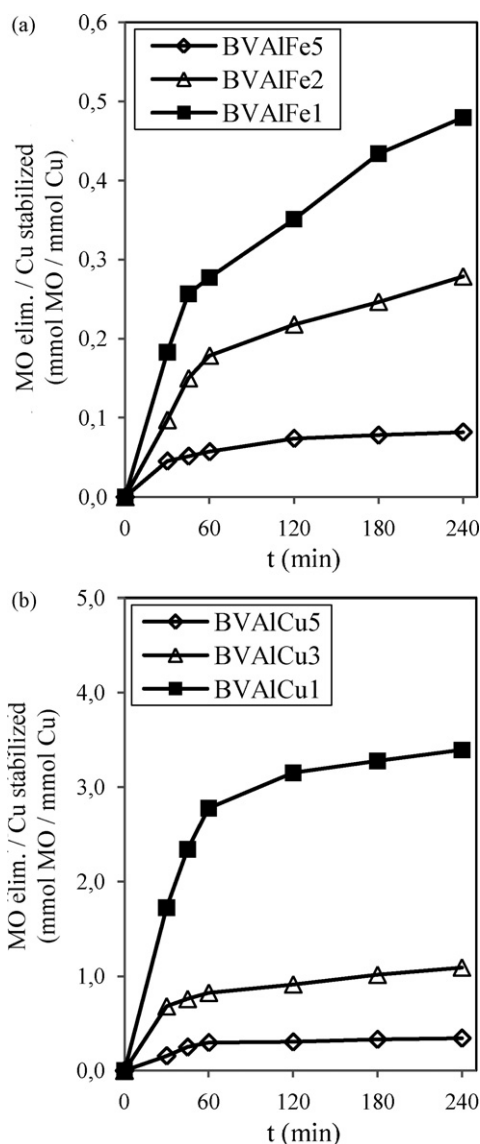 (a)
0,6
0,5
0,4
0,3
0,2
0,1
0,0
MO elim. / Cu stabilized
(mmol MO / mmol Cu)
BVAlFe5
BVAlFe2
BVAlFe1
0 60 120 180 240
t (min)
(b)
5,0
4,0
3,0
2,0
1,0
0,0
MO elim. / Cu stabilized
(mmol MO / mmol Cu)
BVAlCu5
BVAlCu3
BVAlCu1
0 60 120 180 240
t (min)